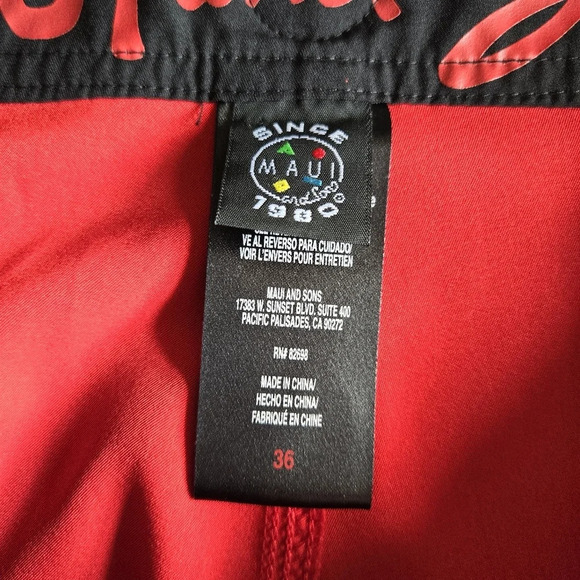 SINCE
MAUI
and Sons®
1980
VE AL REVERSO PARA CUIDADO/
VOIR L'ENVERS POUR ENTRETIEN
MAUI AND SONS
17383 W. SUNSET BLVD. SUITE 400
PACIFIC PALISADES, CA 90272
RN# 82698
MADE IN CHINA/
HECHO EN CHINA/
FABRIQUÉ EN CHINE
36